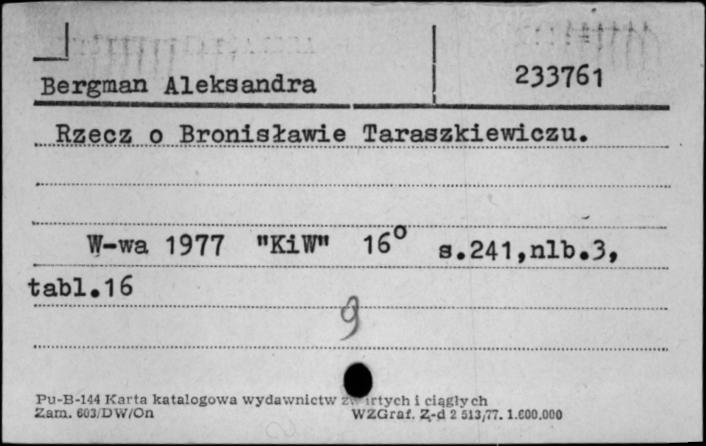 Bergman Aleksandra 233761
Rzecz o Bronisławie Taraszkiewiczu.
W-wa 1977 "KiW" 16° s.241,nlb.3,
tabl.16
9
Pu-B-144 Karta katalogowa wydawnictw zwartych i ciągłych
Zam. 603/DW/On WZGraf. Z-d 2 513/77. 1.600.000